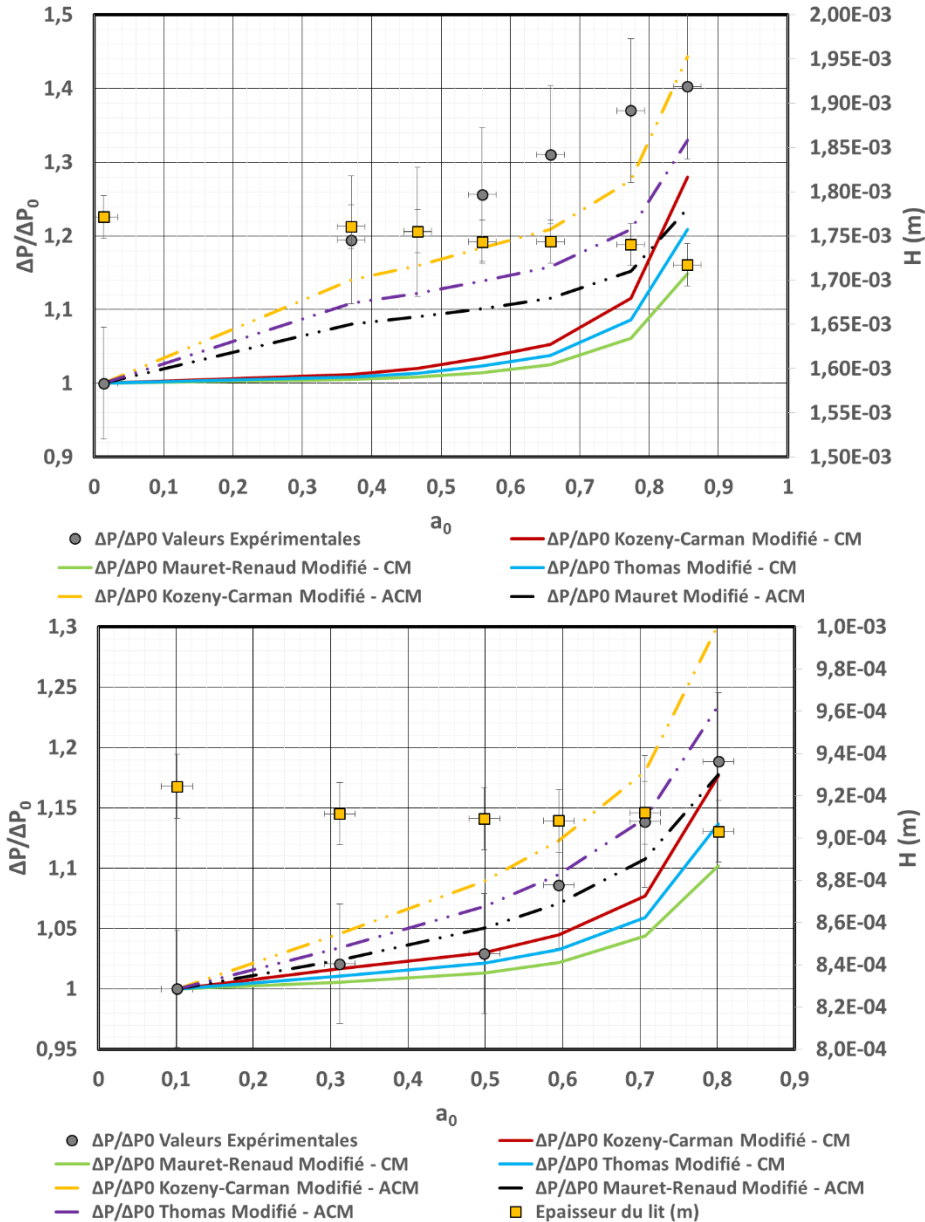 1,5
1,4
1,3
1,2
1,1
1
0,9
ΔP/ΔP0
2,00E-03
1,95E-03
1,90E-03
1,85E-03
1,80E-03
1,75E-03
1,70E-03
1,65E-03
1,60E-03
1,55E-03
1,50E-03
H (m)
0 0,1 0,2 0,3 0,4 0,5 0,6 0,7 0,8 0,9 1
a0
ΔP/ΔP0 Valeurs Expérimentales ΔP/ΔP0 Kozeny-Carman Modifié - CM
ΔP/ΔP0 Mauret-Renaud Modifié - CM ΔP/ΔP0 Thomas Modifié - CM
ΔP/ΔP0 Kozeny-Carman Modifié - ACM ΔP/ΔP0 Mauret Modifié - ACM
1,3
1,25
1,2
1,15
1,1
1,05
1
0,95
ΔP/ΔP0
1,0E-03
9,8E-04
9,6E-04
9,4E-04
9,2E-04
9,0E-04
8,8E-04
8,6E-04
8,4E-04
8,2E-04
8,0E-04
H (m)
0 0,1 0,2 0,3 0,4 0,5 0,6 0,7 0,8 0,9
a0
ΔP/ΔP0 Valeurs Expérimentales ΔP/ΔP0 Kozeny-Carman Modifié - CM
ΔP/ΔP0 Mauret-Renaud Modifié - CM ΔP/ΔP0 Thomas Modifié - CM
ΔP/ΔP0 Kozeny-Carman Modifié - ACM ΔP/ΔP0 Mauret-Renaud Modifié - ACM
ΔP/ΔP0 Thomas Modifié - ACM Epaisseur du lit (m)